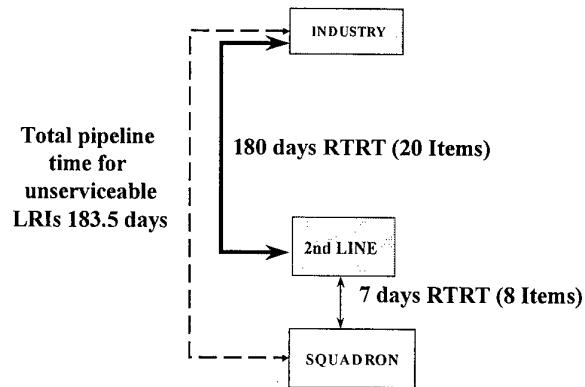 INDUSTRY
Total pipeline
time for
unserviceable
LRIs 183.5 days
180 days RTRT (20 Items)
2nd LINE
7 days RTRT (8 Items)
SQUADRON